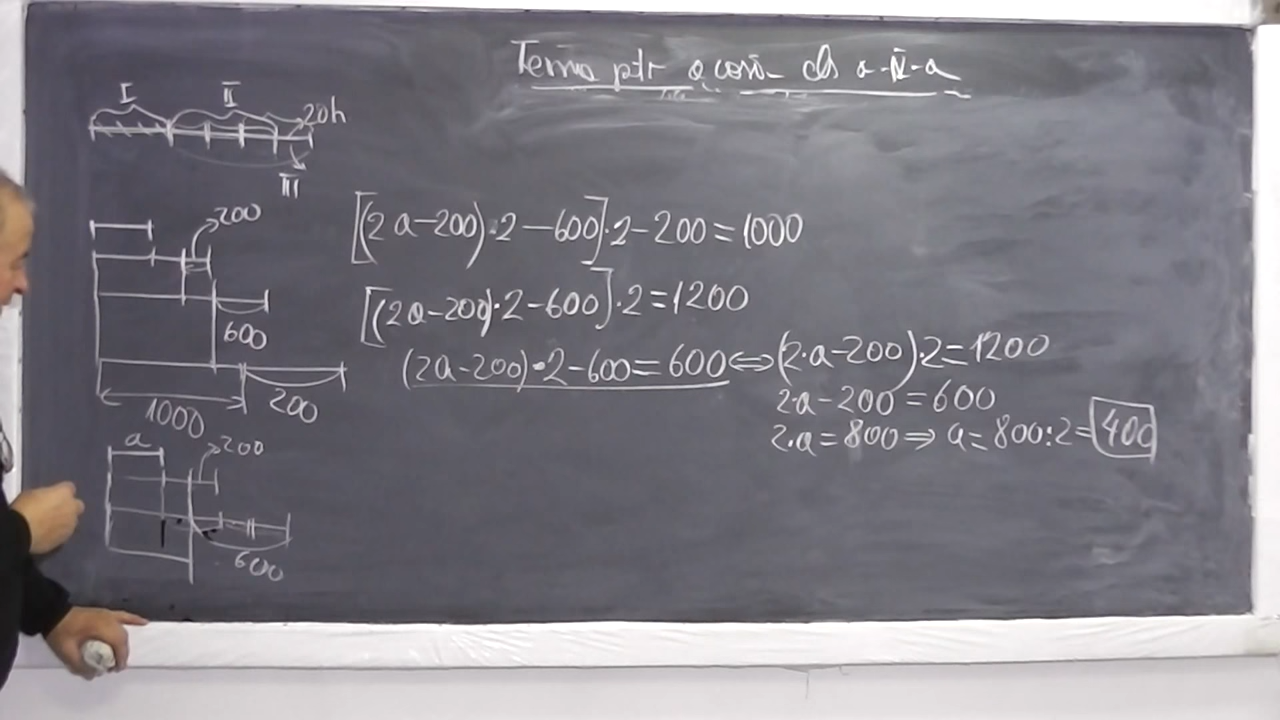 Tema ptr a-IV-a
I II 20h
III
200
[(2a-200)·2-600]·2-200=1000
[(2a-200)·2-600]·2=1200
600
(2a-200)·2-600=600⇔(2·a-200)·2=1200
2·a-200=600
1000 200
2·a=800⇒a=800:2=400
a 200
600